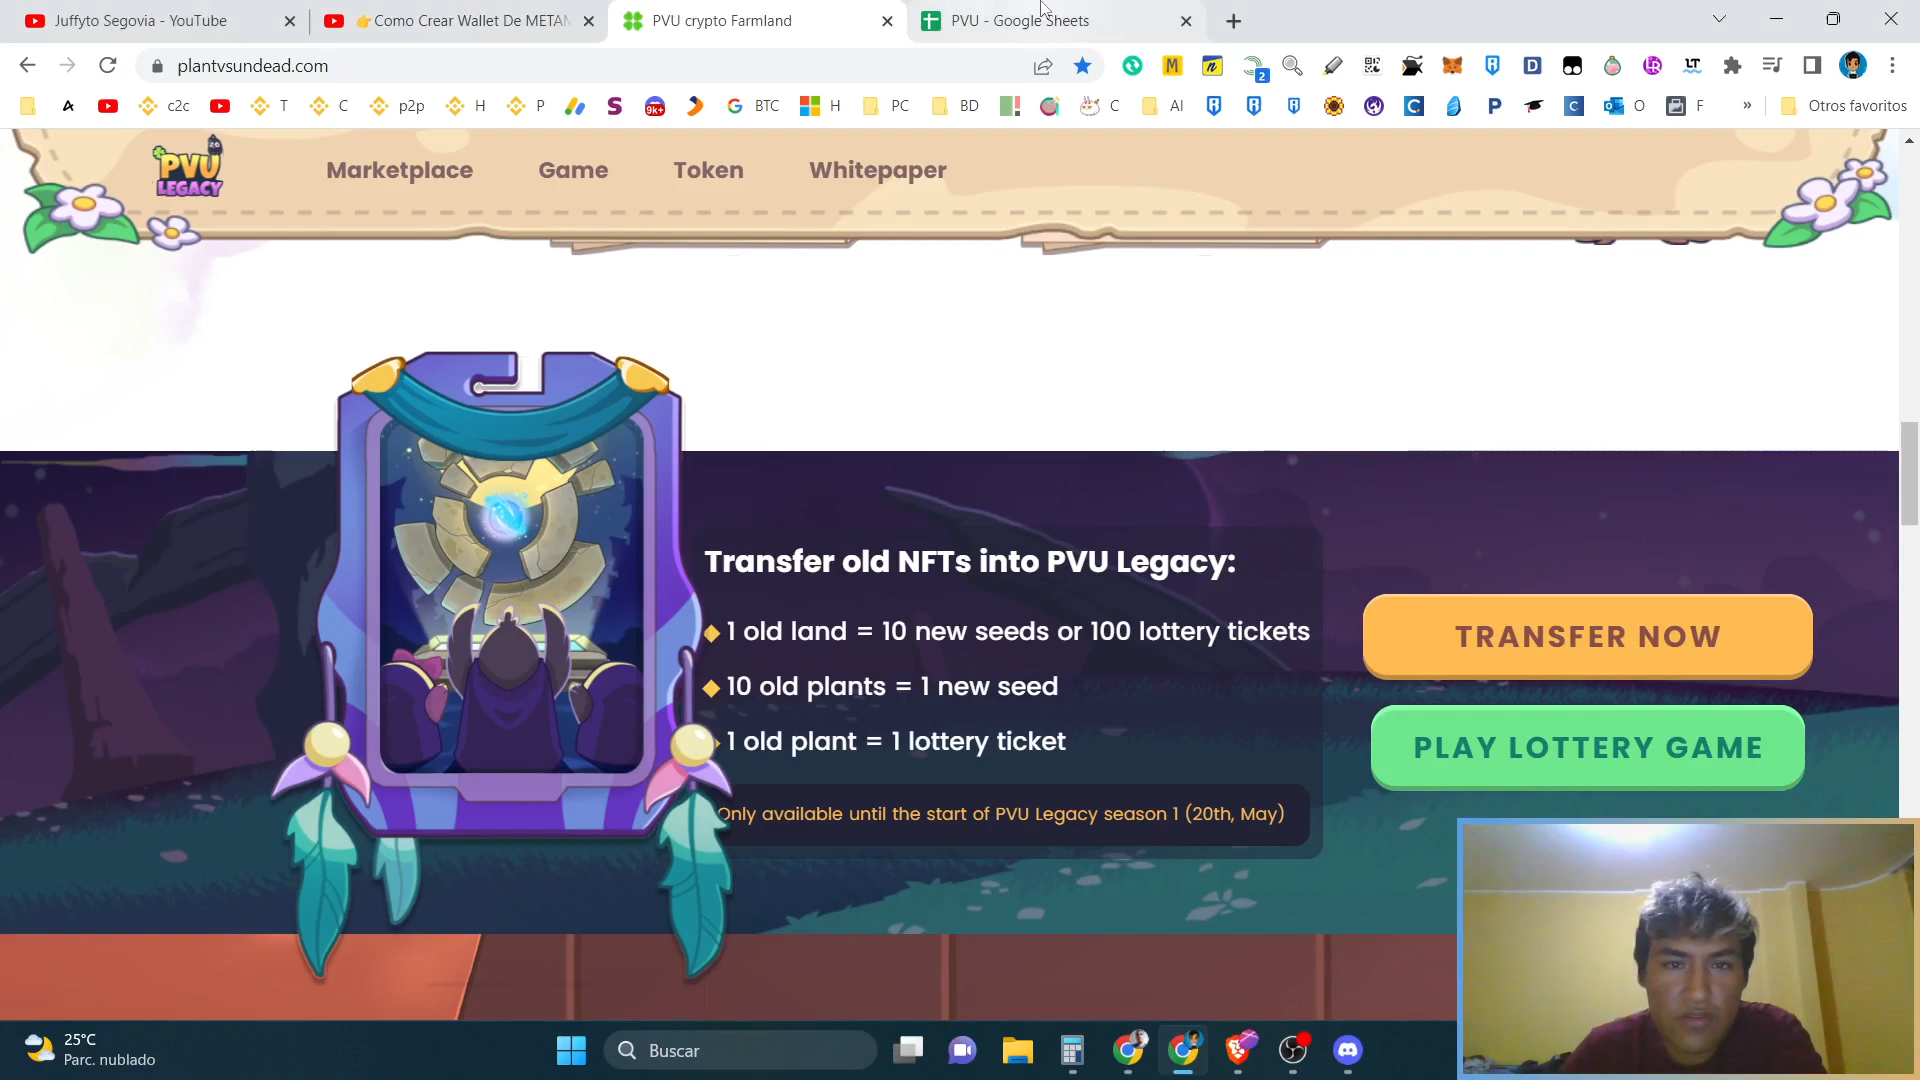 Juffyto Segovia - YouTube
👉Como Crear Wallet De METAM
PVU crypto Farmland
PVU - Google Sheets
plantvsundead.com
c2c
T
C
p2p
H
P
BTC
H
PC
BD
C
AI
O
F
Otros favoritos
PVU
LEGACY
Marketplace
Game
Token
Whitepaper
Transfer old NFTs into PVU Legacy:
1 old land = 10 new seeds or 100 lottery tickets
10 old plants = 1 new seed
1 old plant = 1 lottery ticket
Only available until the start of PVU Legacy season 1 (20th, May)
TRANSFER NOW
PLAY LOTTERY GAME
25°C
Parc. nublado
Buscar